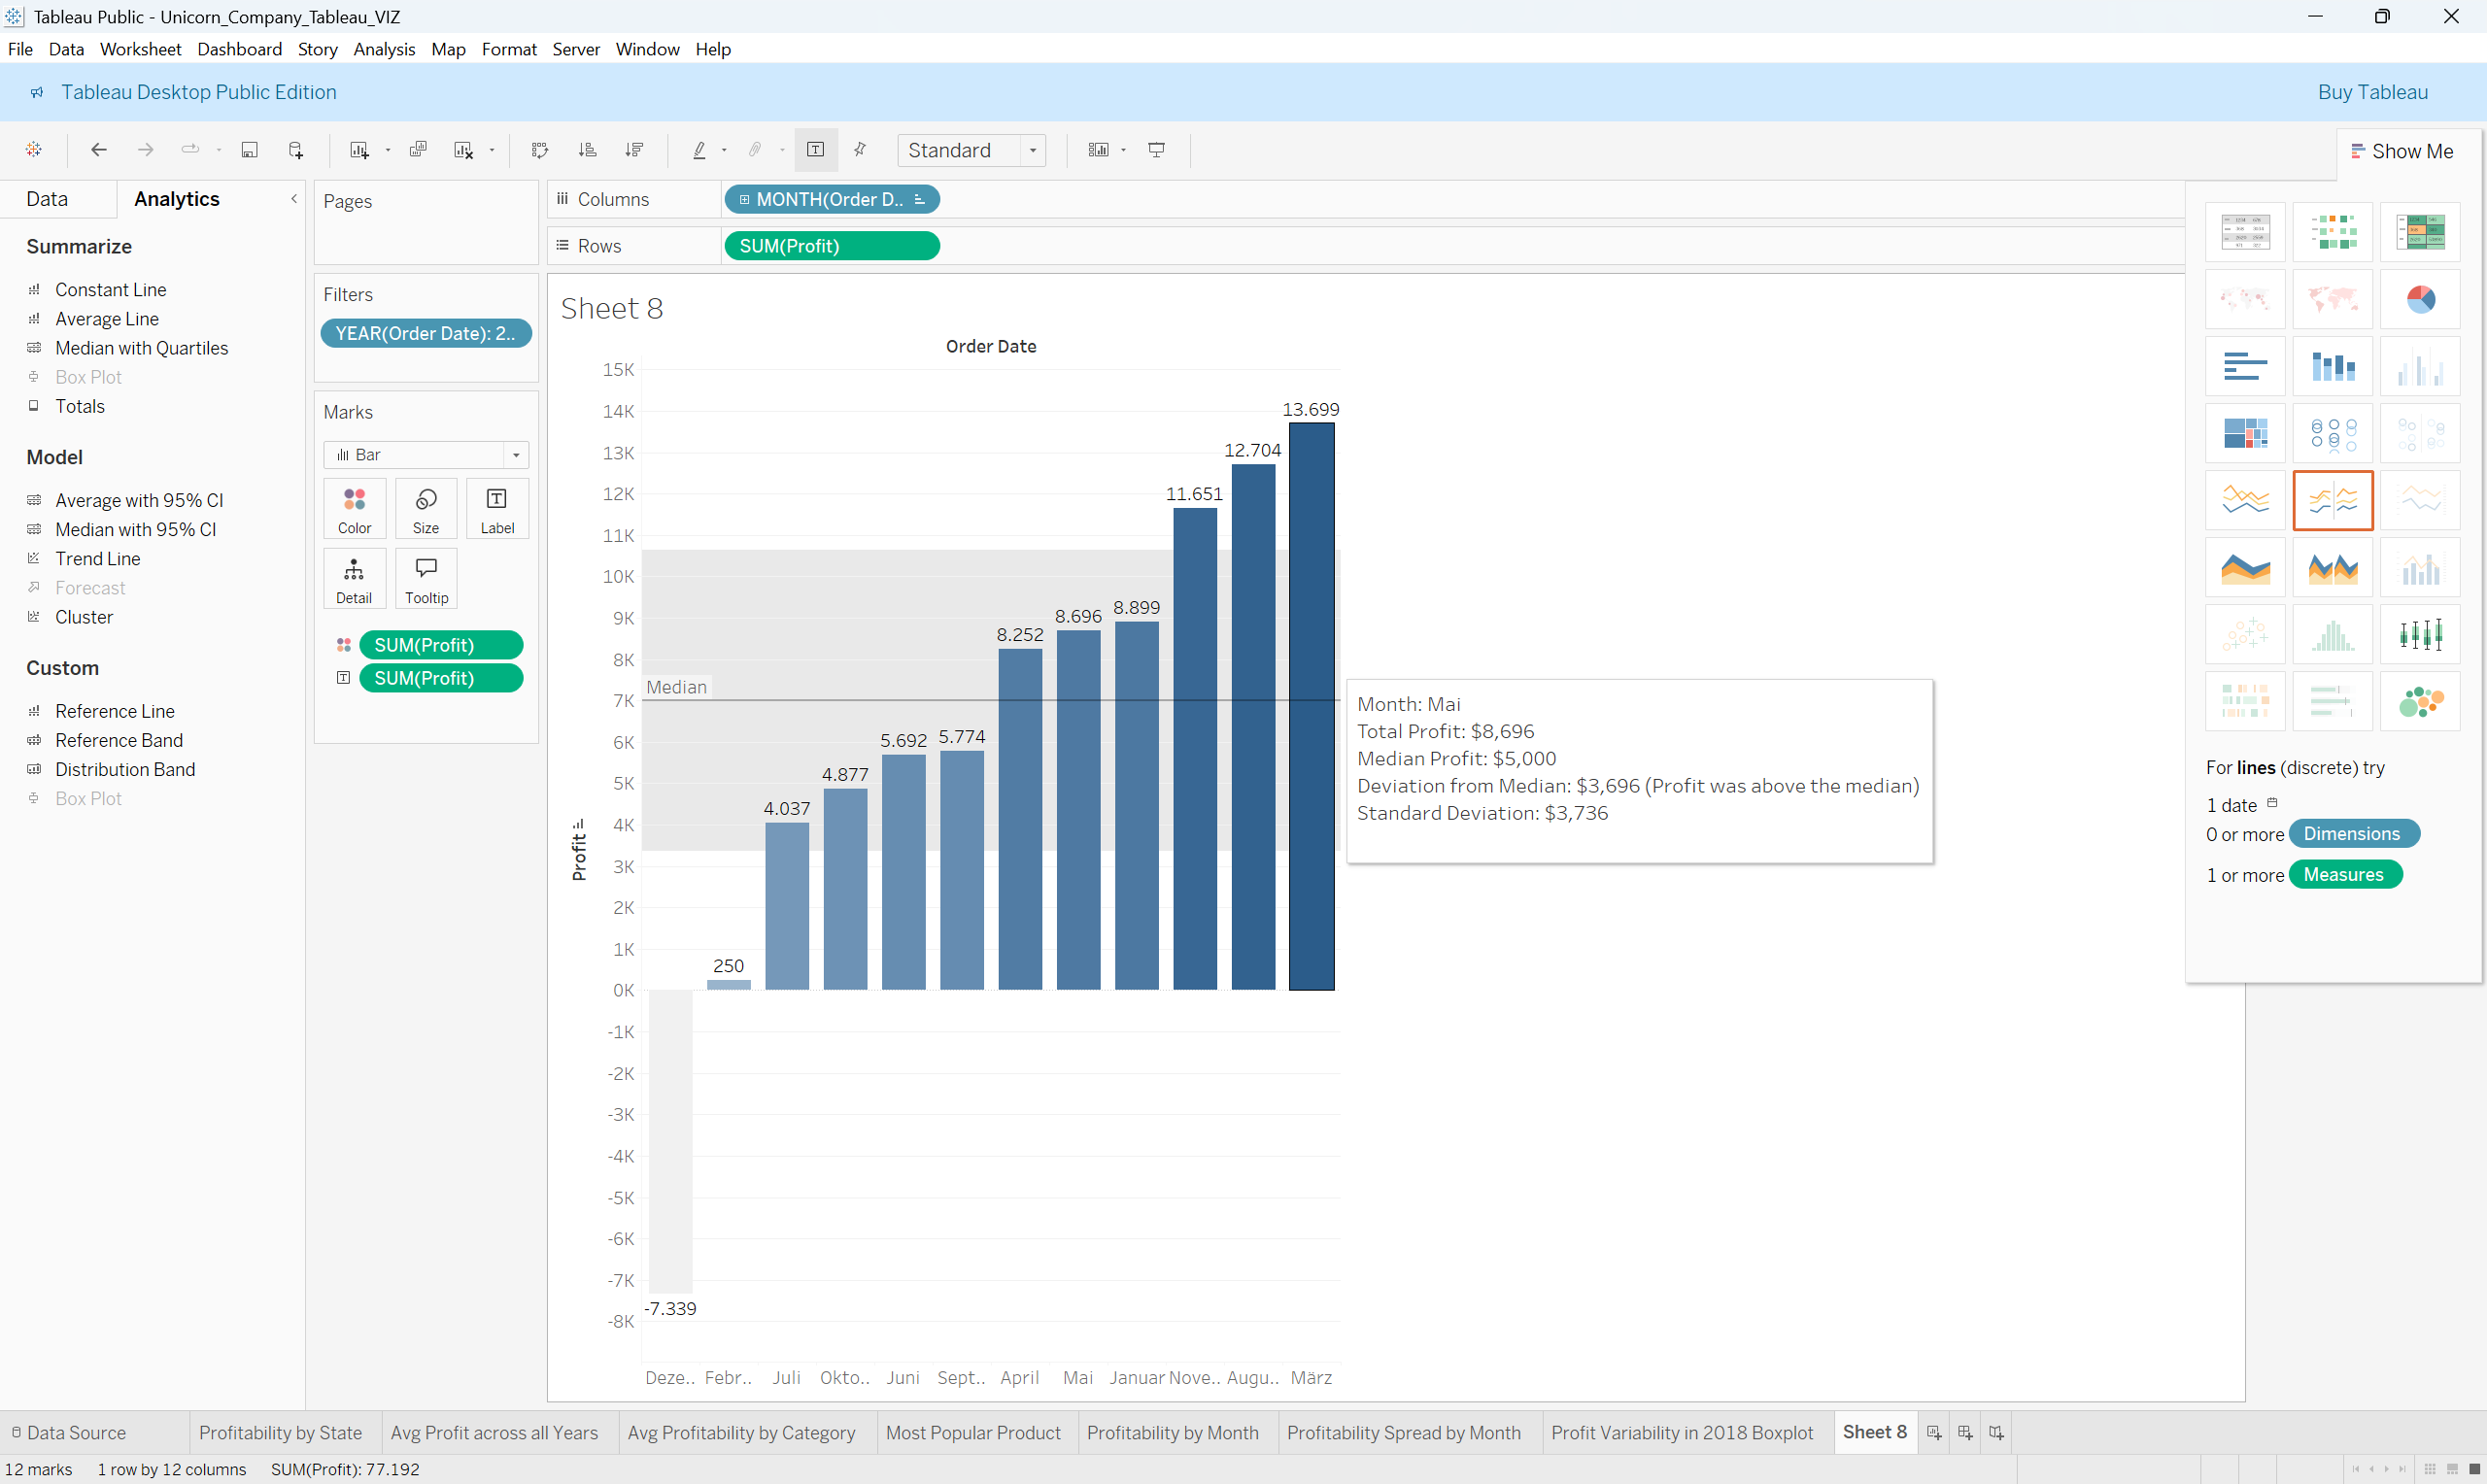 Tableau Public - Unicorn_Company_Tableau_VIZ
File Data Worksheet Dashboard Story Analysis Map Format Server Window Help
Tableau Desktop Public Edition
Buy Tableau
Standard
Show Me
Data
Analytics
Summarize
Constant Line
Average Line
Median with Quartiles
Box Plot
Totals
Model
Average with 95% CI
Median with 95% CI
Trend Line
Forecast
Cluster
Custom
Reference Line
Reference Band
Distribution Band
Box Plot
Pages
Filters
YEAR(Order Date): 2..
Marks
Bar
Color
Size
Label
Detail
Tooltip
SUM(Profit)
SUM(Profit)
Columns
MONTH(Order D..
Rows
SUM(Profit)
Sheet 8
Order Date
Profit
15K
14K
13K
12K
11K
10K
9K
8K
7K
6K
5K
4K
3K
2K
1K
0K
-1K
-2K
-3K
-4K
-5K
-6K
-7K
-8K
Median
-7.339
250
4.037
4.877
5.692
5.774
8.252
8.696
8.899
11.651
12.704
13.699
Deze.. Febr.. Juli Okto.. Juni Sept.. April Mai Januar Nove.. Augu.. März
Month: Mai
Total Profit: $8,696
Median Profit: $5,000
Deviation from Median: $3,696 (Profit was above the median)
Standard Deviation: $3,736
For lines (discrete) try
1 date
0 or more Dimensions
1 or more Measures
Data Source
Profitability by State
Avg Profit across all Years
Avg Profitability by Category
Most Popular Product
Profitability by Month
Profitability Spread by Month
Profit Variability in 2018 Boxplot
Sheet 8
12 marks
1 row by 12 columns
SUM(Profit): 77.192